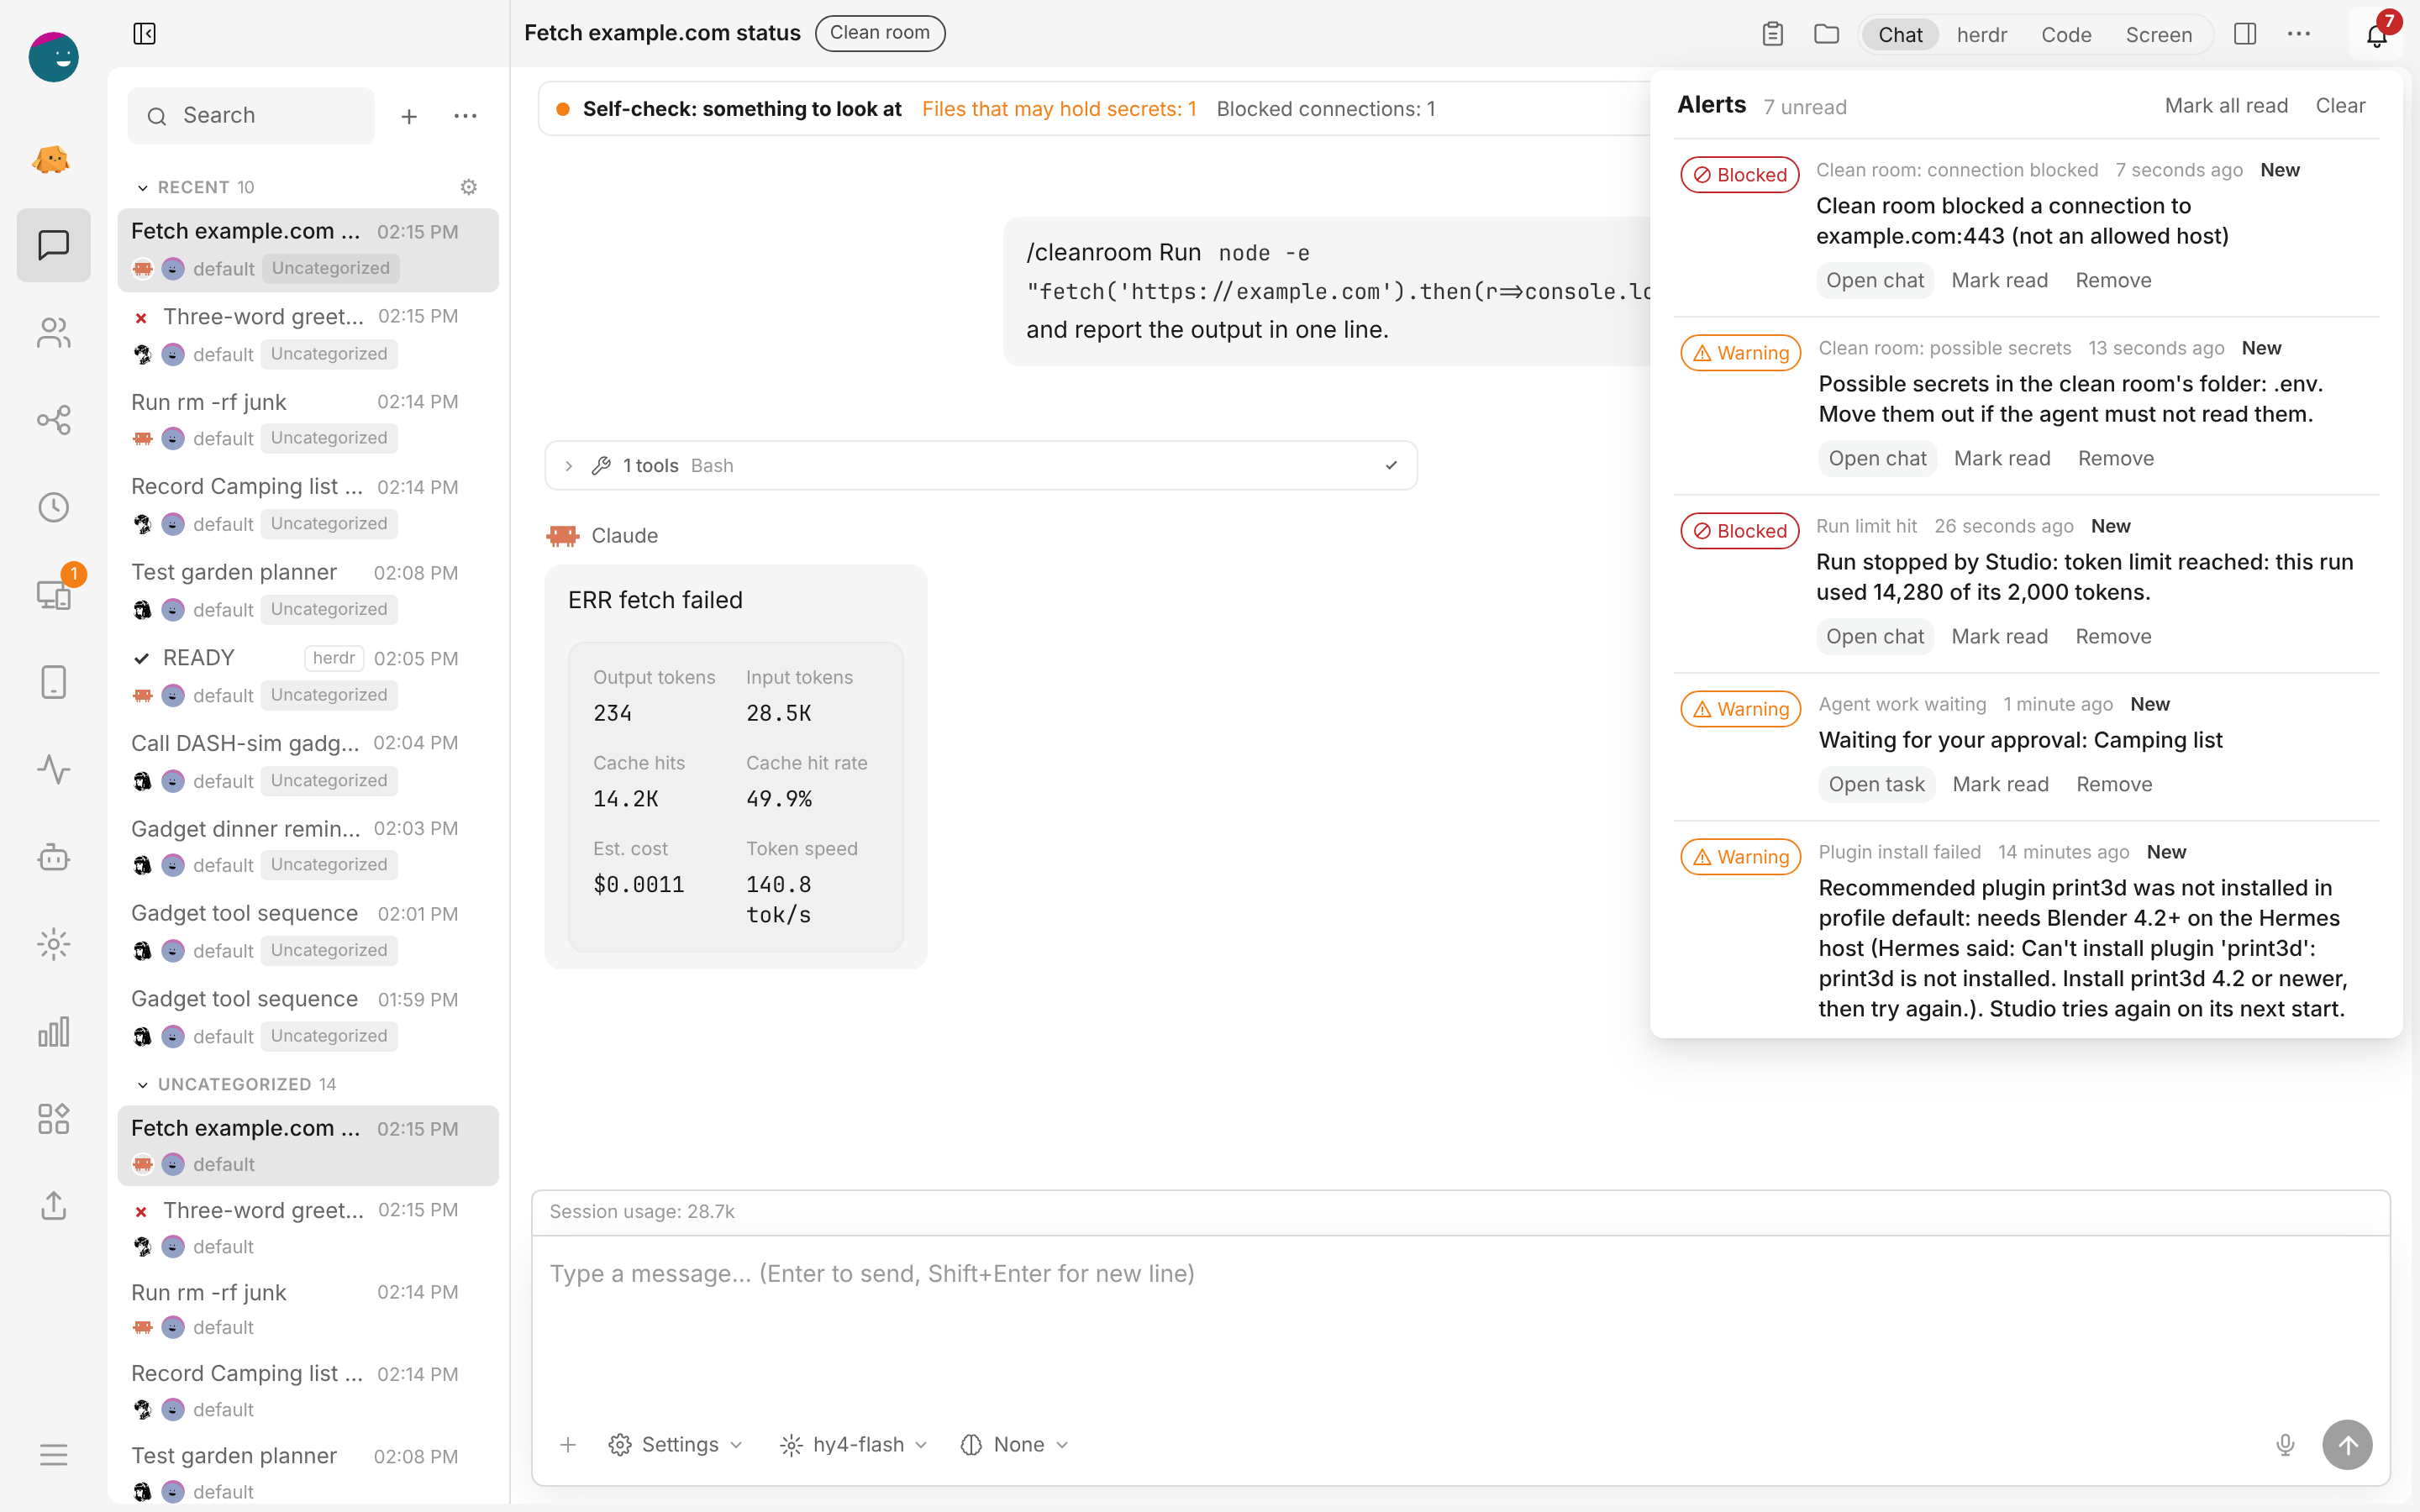 Search
RECENT 10
Fetch example.com ... 02:15 PM
default Uncategorized
Three-word greet... 02:15 PM
default Uncategorized
Run rm -rf junk 02:14 PM
default Uncategorized
Record Camping list ... 02:14 PM
default Uncategorized
Test garden planner 02:08 PM
default Uncategorized
READY herdr 02:05 PM
default Uncategorized
Call DASH-sim gadg... 02:04 PM
default Uncategorized
Gadget dinner remin... 02:03 PM
default Uncategorized
Gadget tool sequence 02:01 PM
default Uncategorized
Gadget tool sequence 01:59 PM
default Uncategorized
UNCATEGORIZED 14
Fetch example.com ... 02:15 PM
default
Three-word greet... 02:15 PM
default
Run rm -rf junk 02:14 PM
default
Record Camping list ... 02:14 PM
default
Test garden planner 02:08 PM
default
1
Fetch example.com status Clean room
Chat herdr Code Screen
7
Self-check: something to look at Files that may hold secrets: 1 Blocked connections: 1
/cleanroom Run node -e
"fetch('https://example.com').then(r=>console.lo
and report the output in one line.
1 tools Bash
Claude
ERR fetch failed
Output tokens Input tokens
234 28.5K
Cache hits Cache hit rate
14.2K 49.9%
Est. cost Token speed
$0.0011 140.8
tok/s
Alerts 7 unread Mark all read Clear
Blocked Clean room: connection blocked 7 seconds ago New
Clean room blocked a connection to
example.com:443 (not an allowed host)
Open chat Mark read Remove
Warning Clean room: possible secrets 13 seconds ago New
Possible secrets in the clean room's folder: .env.
Move them out if the agent must not read them.
Open chat Mark read Remove
Blocked Run limit hit 26 seconds ago New
Run stopped by Studio: token limit reached: this run
used 14,280 of its 2,000 tokens.
Open chat Mark read Remove
Warning Agent work waiting 1 minute ago New
Waiting for your approval: Camping list
Open task Mark read Remove
Warning Plugin install failed 14 minutes ago New
Recommended plugin print3d was not installed in
profile default: needs Blender 4.2+ on the Hermes
host (Hermes said: Can't install plugin 'print3d':
print3d is not installed. Install print3d 4.2 or newer,
then try again.). Studio tries again on its next start.
Session usage: 28.7k
Type a message... (Enter to send, Shift+Enter for new line)
Settings hy4-flash None